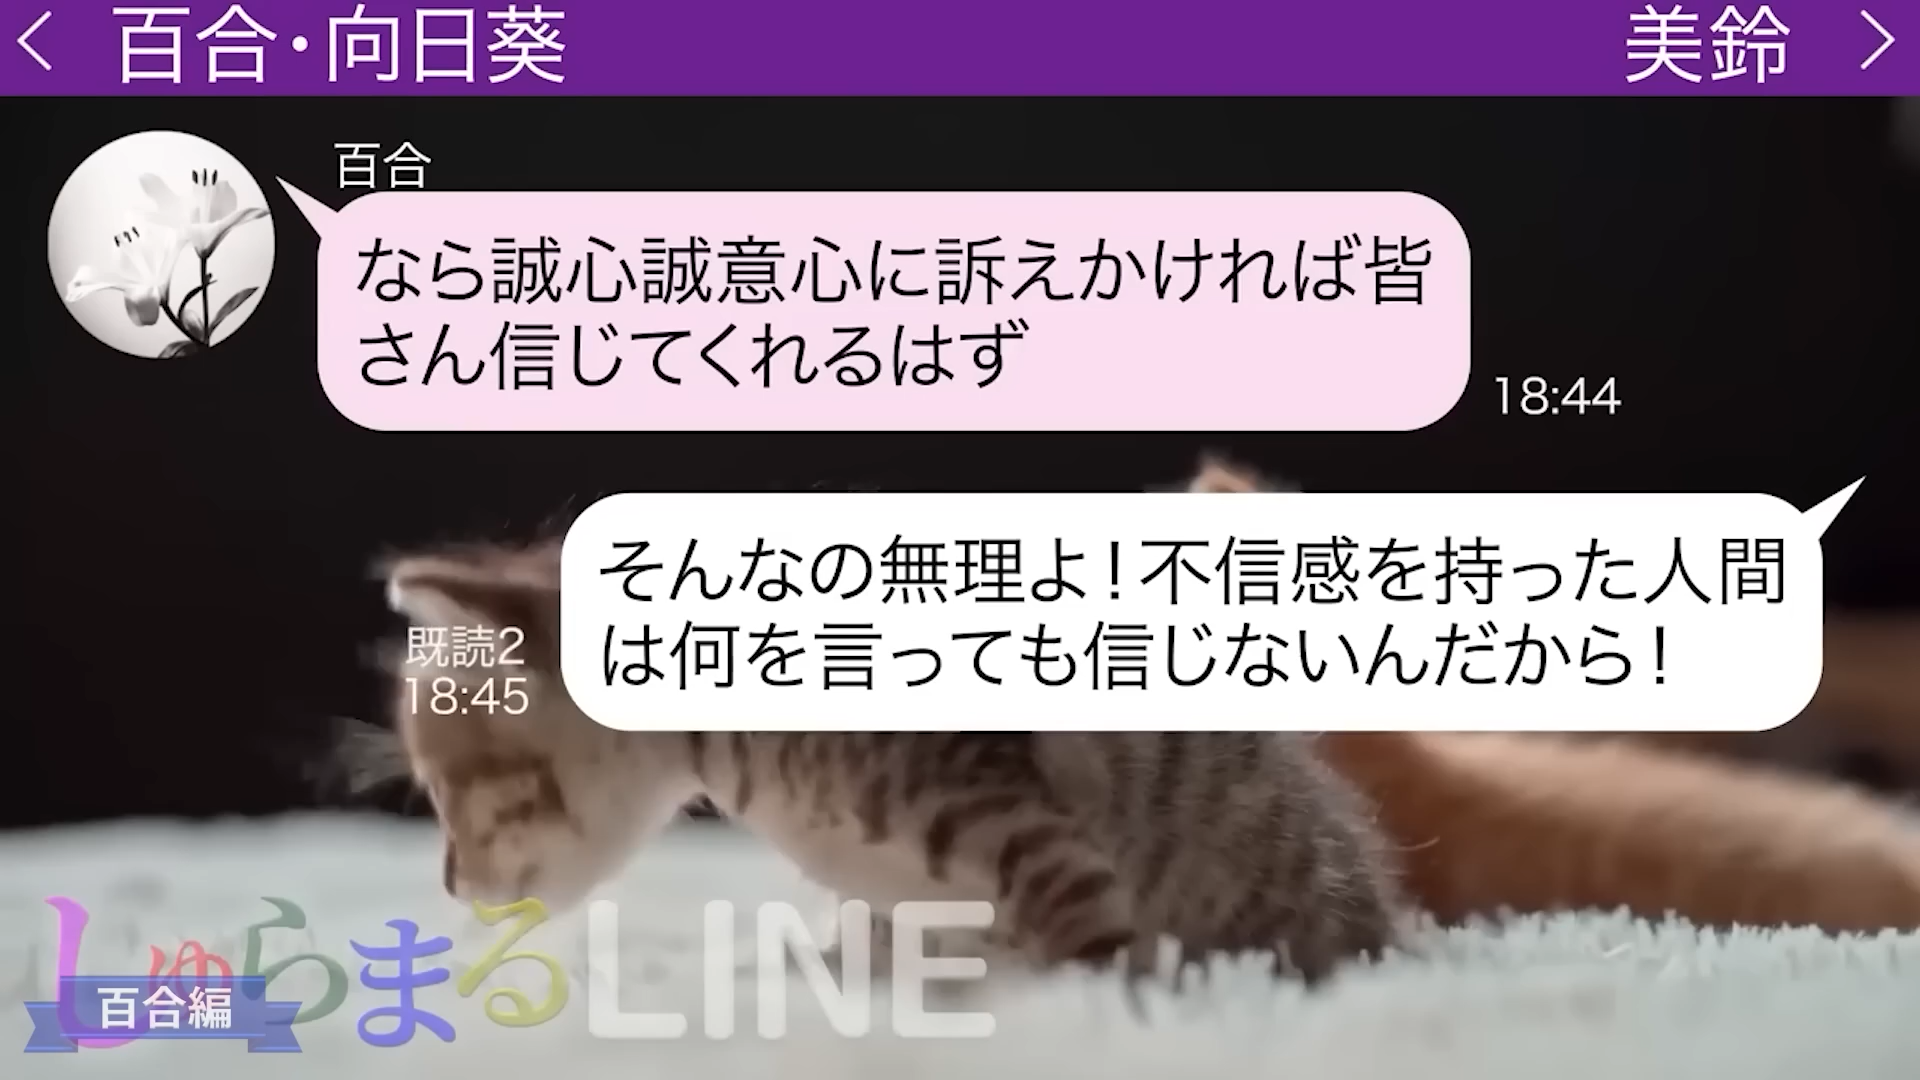 百合・向日葵
美鈴
百合
なら誠心誠意心に訴えかければ皆
さん信じてくれるはず
18:44
そんなの無理よ！不信感を持った人間
は何を言っても信じないんだから！
既読2
18:45
しゅらまるLINE
百合編